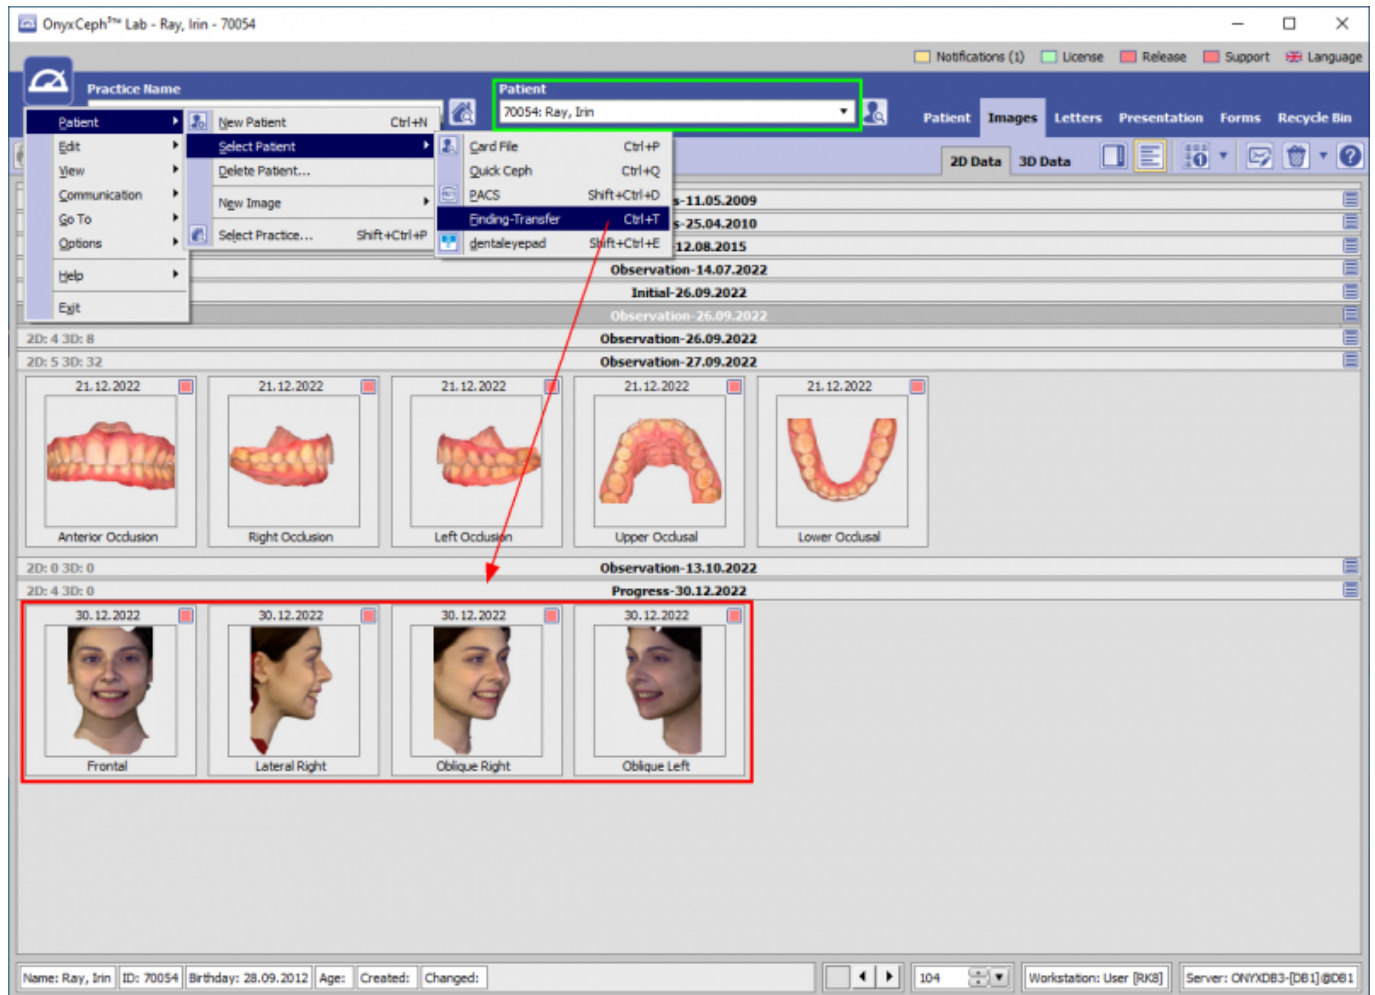 OnyxCeph³™ Lab - Ray, Irin - 70054
Notifications (1) License Release Support Language
Practice Name
Patient
70054: Ray, Irin
Patient Images Letters Presentation Forms Recycle Bin
2D Data 3D Data
Patient
Edit
View
Communication
Go To
Options
Help
Exit
New Patient Ctrl+N
Select Patient
Delete Patient...
New Image
Select Practice... Shift+Ctrl+P
Card File Ctrl+P
Quick Ceph Ctrl+Q
PACS Shift+Ctrl+D
Finding-Transfer Ctrl+T
dentaleyepad Shift+Ctrl+E
s-11.05.2009
s-25.04.2010
-12.08.2015
Observation-14.07.2022
Initial-26.09.2022
Observation-26.09.2022
2D: 4 3D: 8 Observation-26.09.2022
2D: 5 3D: 32 Observation-27.09.2022
21.12.2022 21.12.2022 21.12.2022 21.12.2022 21.12.2022
Anterior Occlusion Right Occlusion Left Occlusion Upper Occlusal Lower Occlusal
2D: 0 3D: 0 Observation-13.10.2022
2D: 4 3D: 0 Progress-30.12.2022
30.12.2022 30.12.2022 30.12.2022 30.12.2022
Frontal Lateral Right Oblique Right Oblique Left
Name: Ray, Irin ID: 70054 Birthday: 28.09.2012 Age: Created: Changed: 104 Workstation: User [RK8] Server: ONYXDB3-[DB1]@DB1